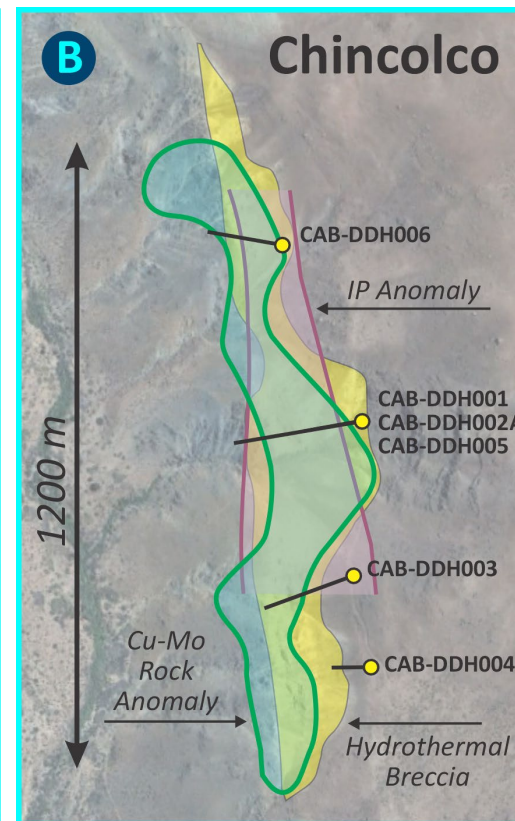 B
Chincolco
CAB-DDH006
IP Anomaly
CAB-DDH001
CAB-DDH002A
CAB-DDH005
1200 m
CAB-DDH003
Cu-Mo
Rock
Anomaly
CAB-DDH004
Hydrothermal
Breccia